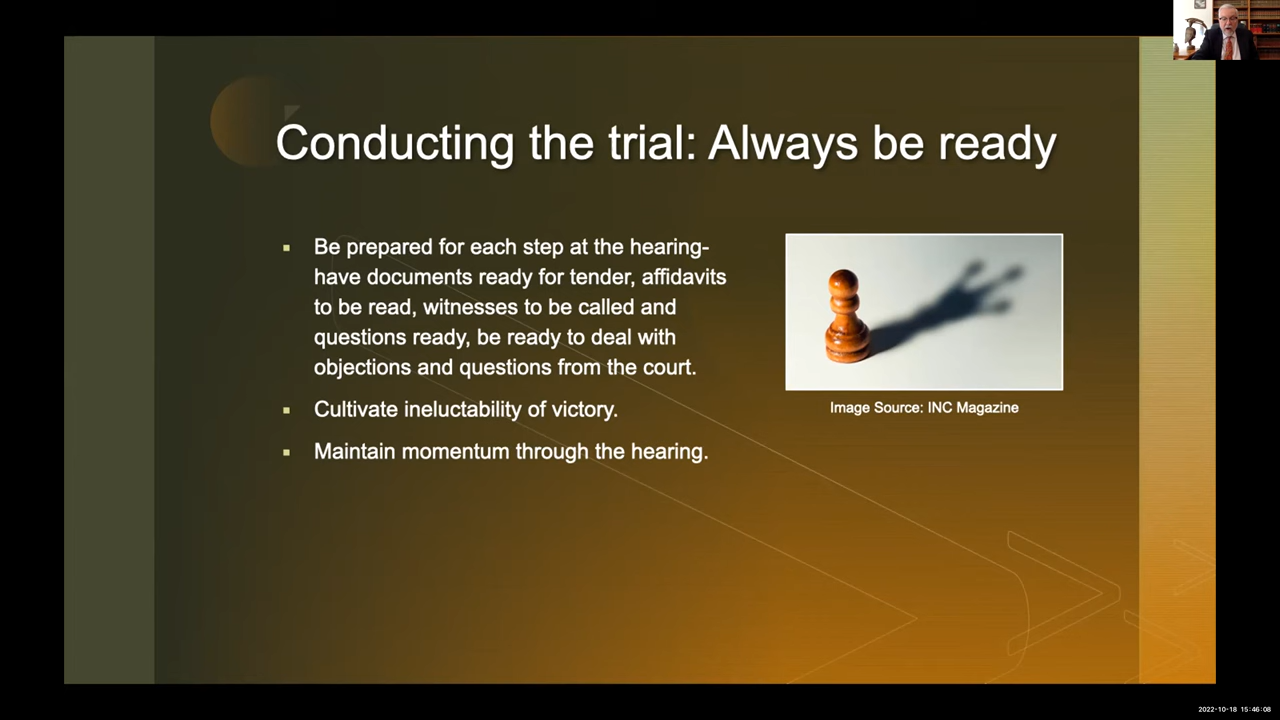 Conducting the trial: Always be ready
▪ Be prepared for each step at the hearing-
have documents ready for tender, affidavits
to be read, witnesses to be called and
questions ready, be ready to deal with
objections and questions from the court.
▪ Cultivate ineluctability of victory.
▪ Maintain momentum through the hearing.
Image Source: INC Magazine
2022-10-18 15:46:08